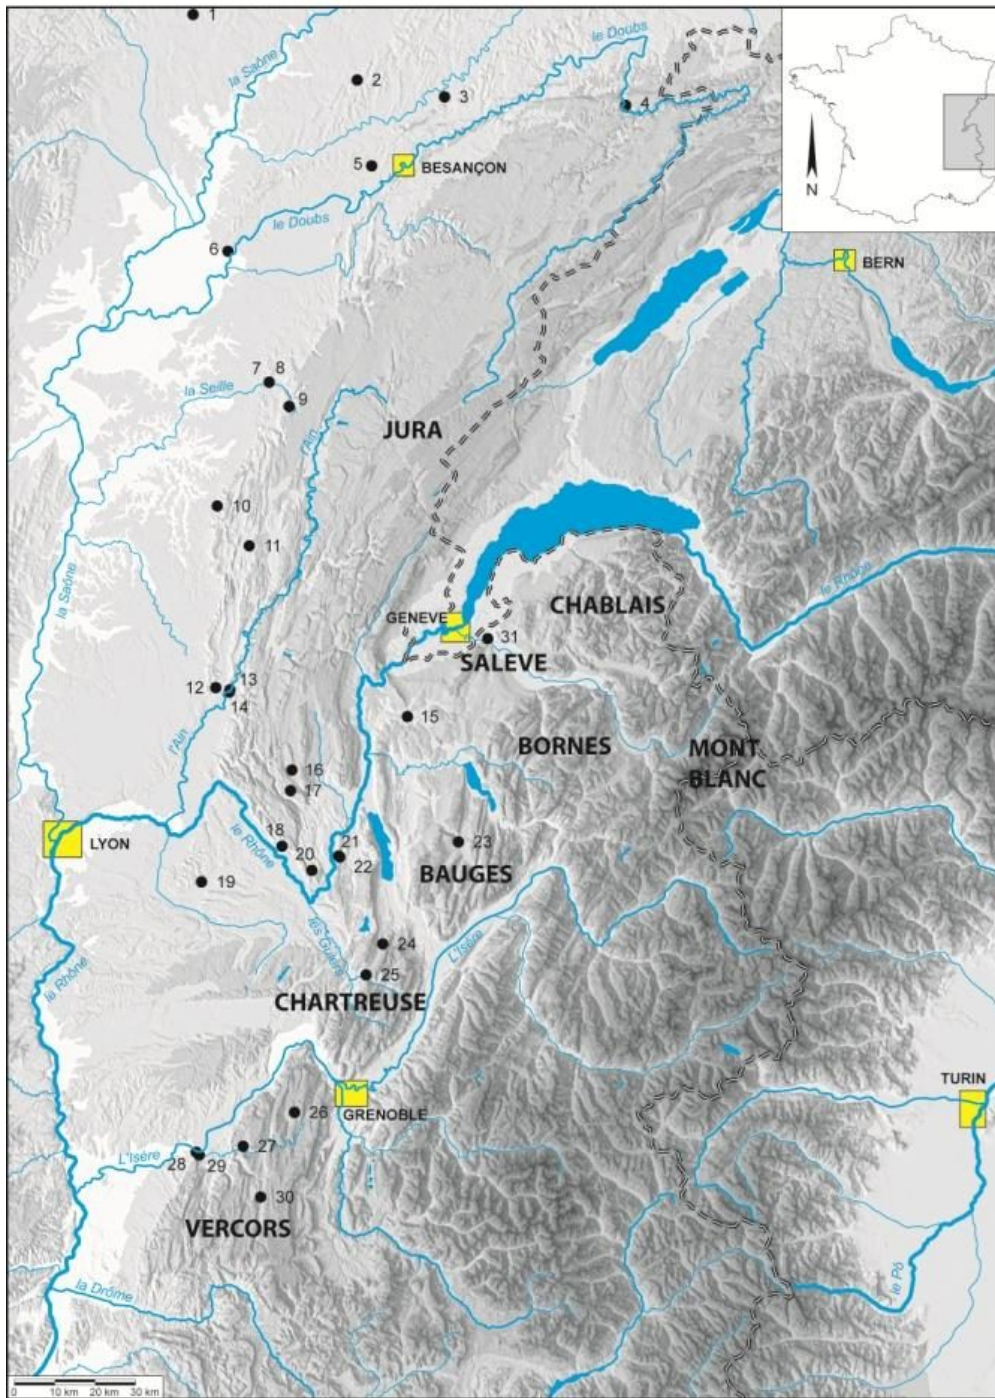 1
la Saône
le Doubs
2
3
4
N
5
BESANÇON
le Doubs
6
BERN
7
8
la Seille
9
l'Ain
JURA
10
11
la Saône
le Rhône
CHABLAIS
GENEVE
31
SALEVE
12
13
14
15
l'Ain
BORNES
MONT
BLANC
16
17
LYON
le Rhône
18
21
20
22
23
BAUGES
19
les Guiers
24
L'Isère
25
le Rhône
CHARTREUSE
TURIN
26
GRENOBLE
L'Isère
27
28
29
30
VERCORS
la Drôme
le Pô
0 10 km 20 km 30 km